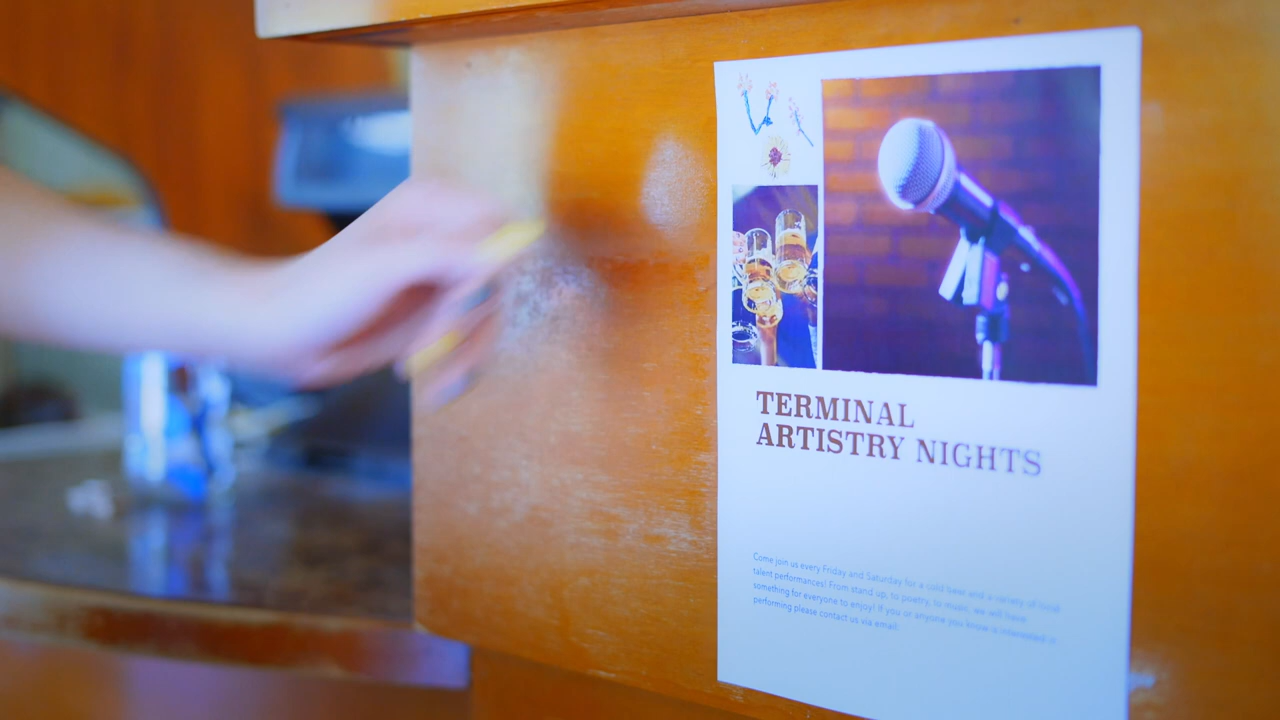 TERMINAL
ARTISTRY NIGHTS
Come join us every Friday and Saturday for a cold beer and a variety of local
talent performances! From stand up, to poetry, to music, we will have
something for everyone to enjoy! If you or anyone you know is interested in
performing please contact us via email!